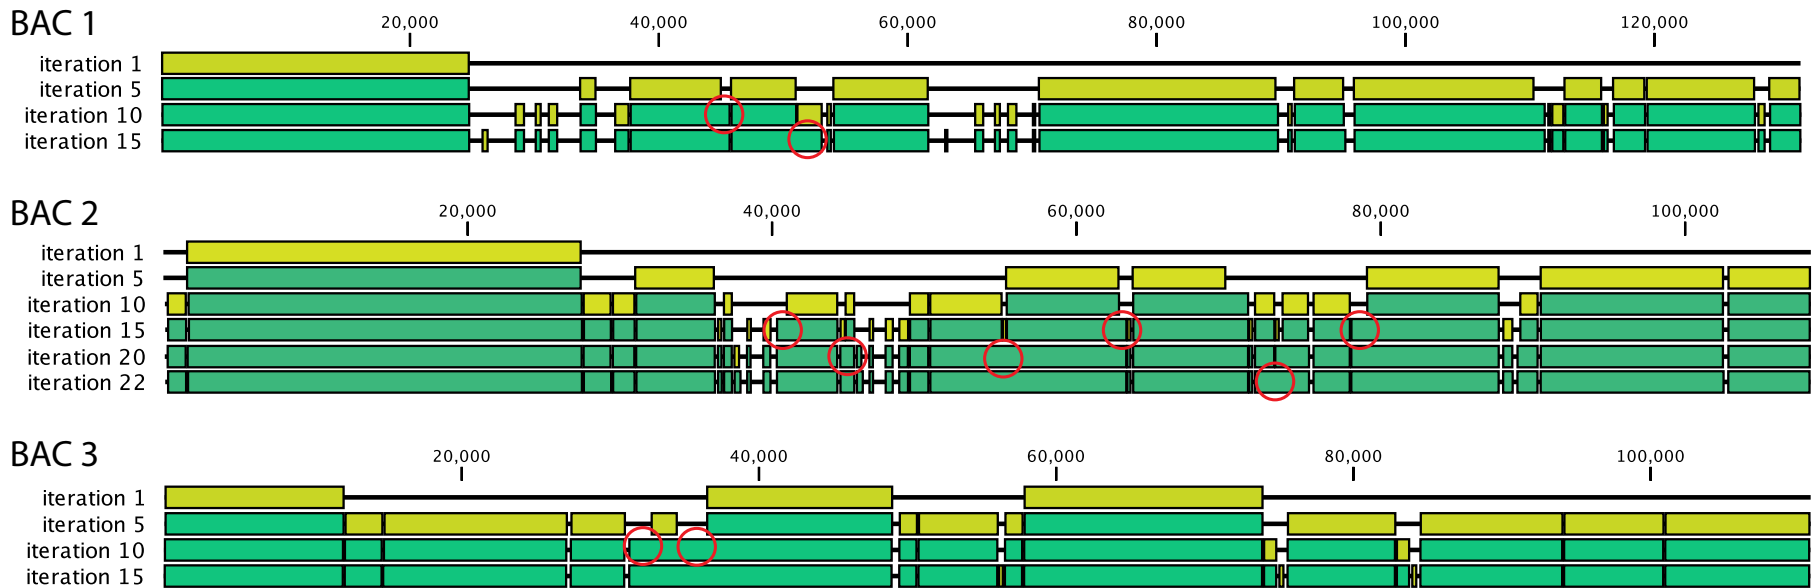 BAC 1
20,000 40,000 60,000 80,000 100,000 120,000
iteration 1
iteration 5
iteration 10
iteration 15
BAC 2
20,000 40,000 60,000 80,000 100,000
iteration 1
iteration 5
iteration 10
iteration 15
iteration 20
iteration 22
BAC 3
20,000 40,000 60,000 80,000 100,000
iteration 1
iteration 5
iteration 10
iteration 15